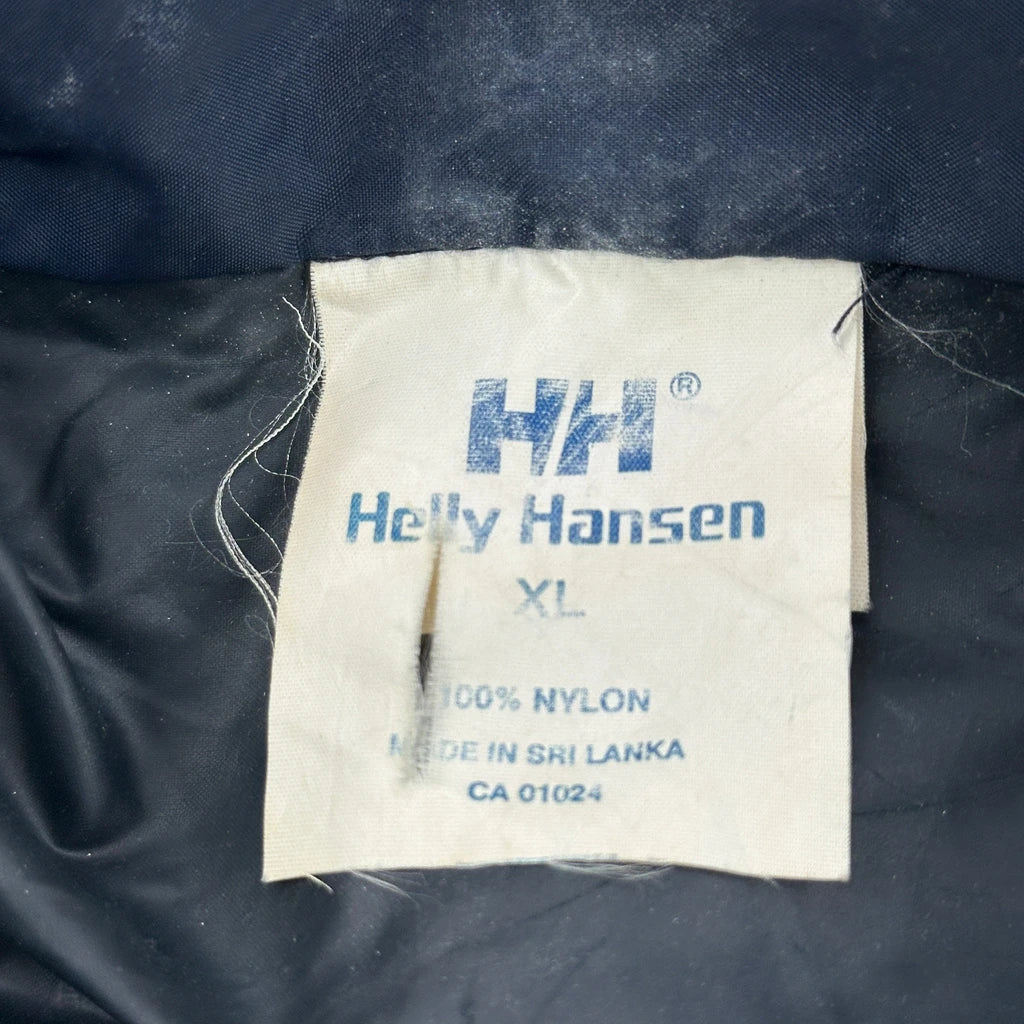 HH®
Helly Hansen
XL
100% NYLON
MADE IN SRI LANKA
CA 01024